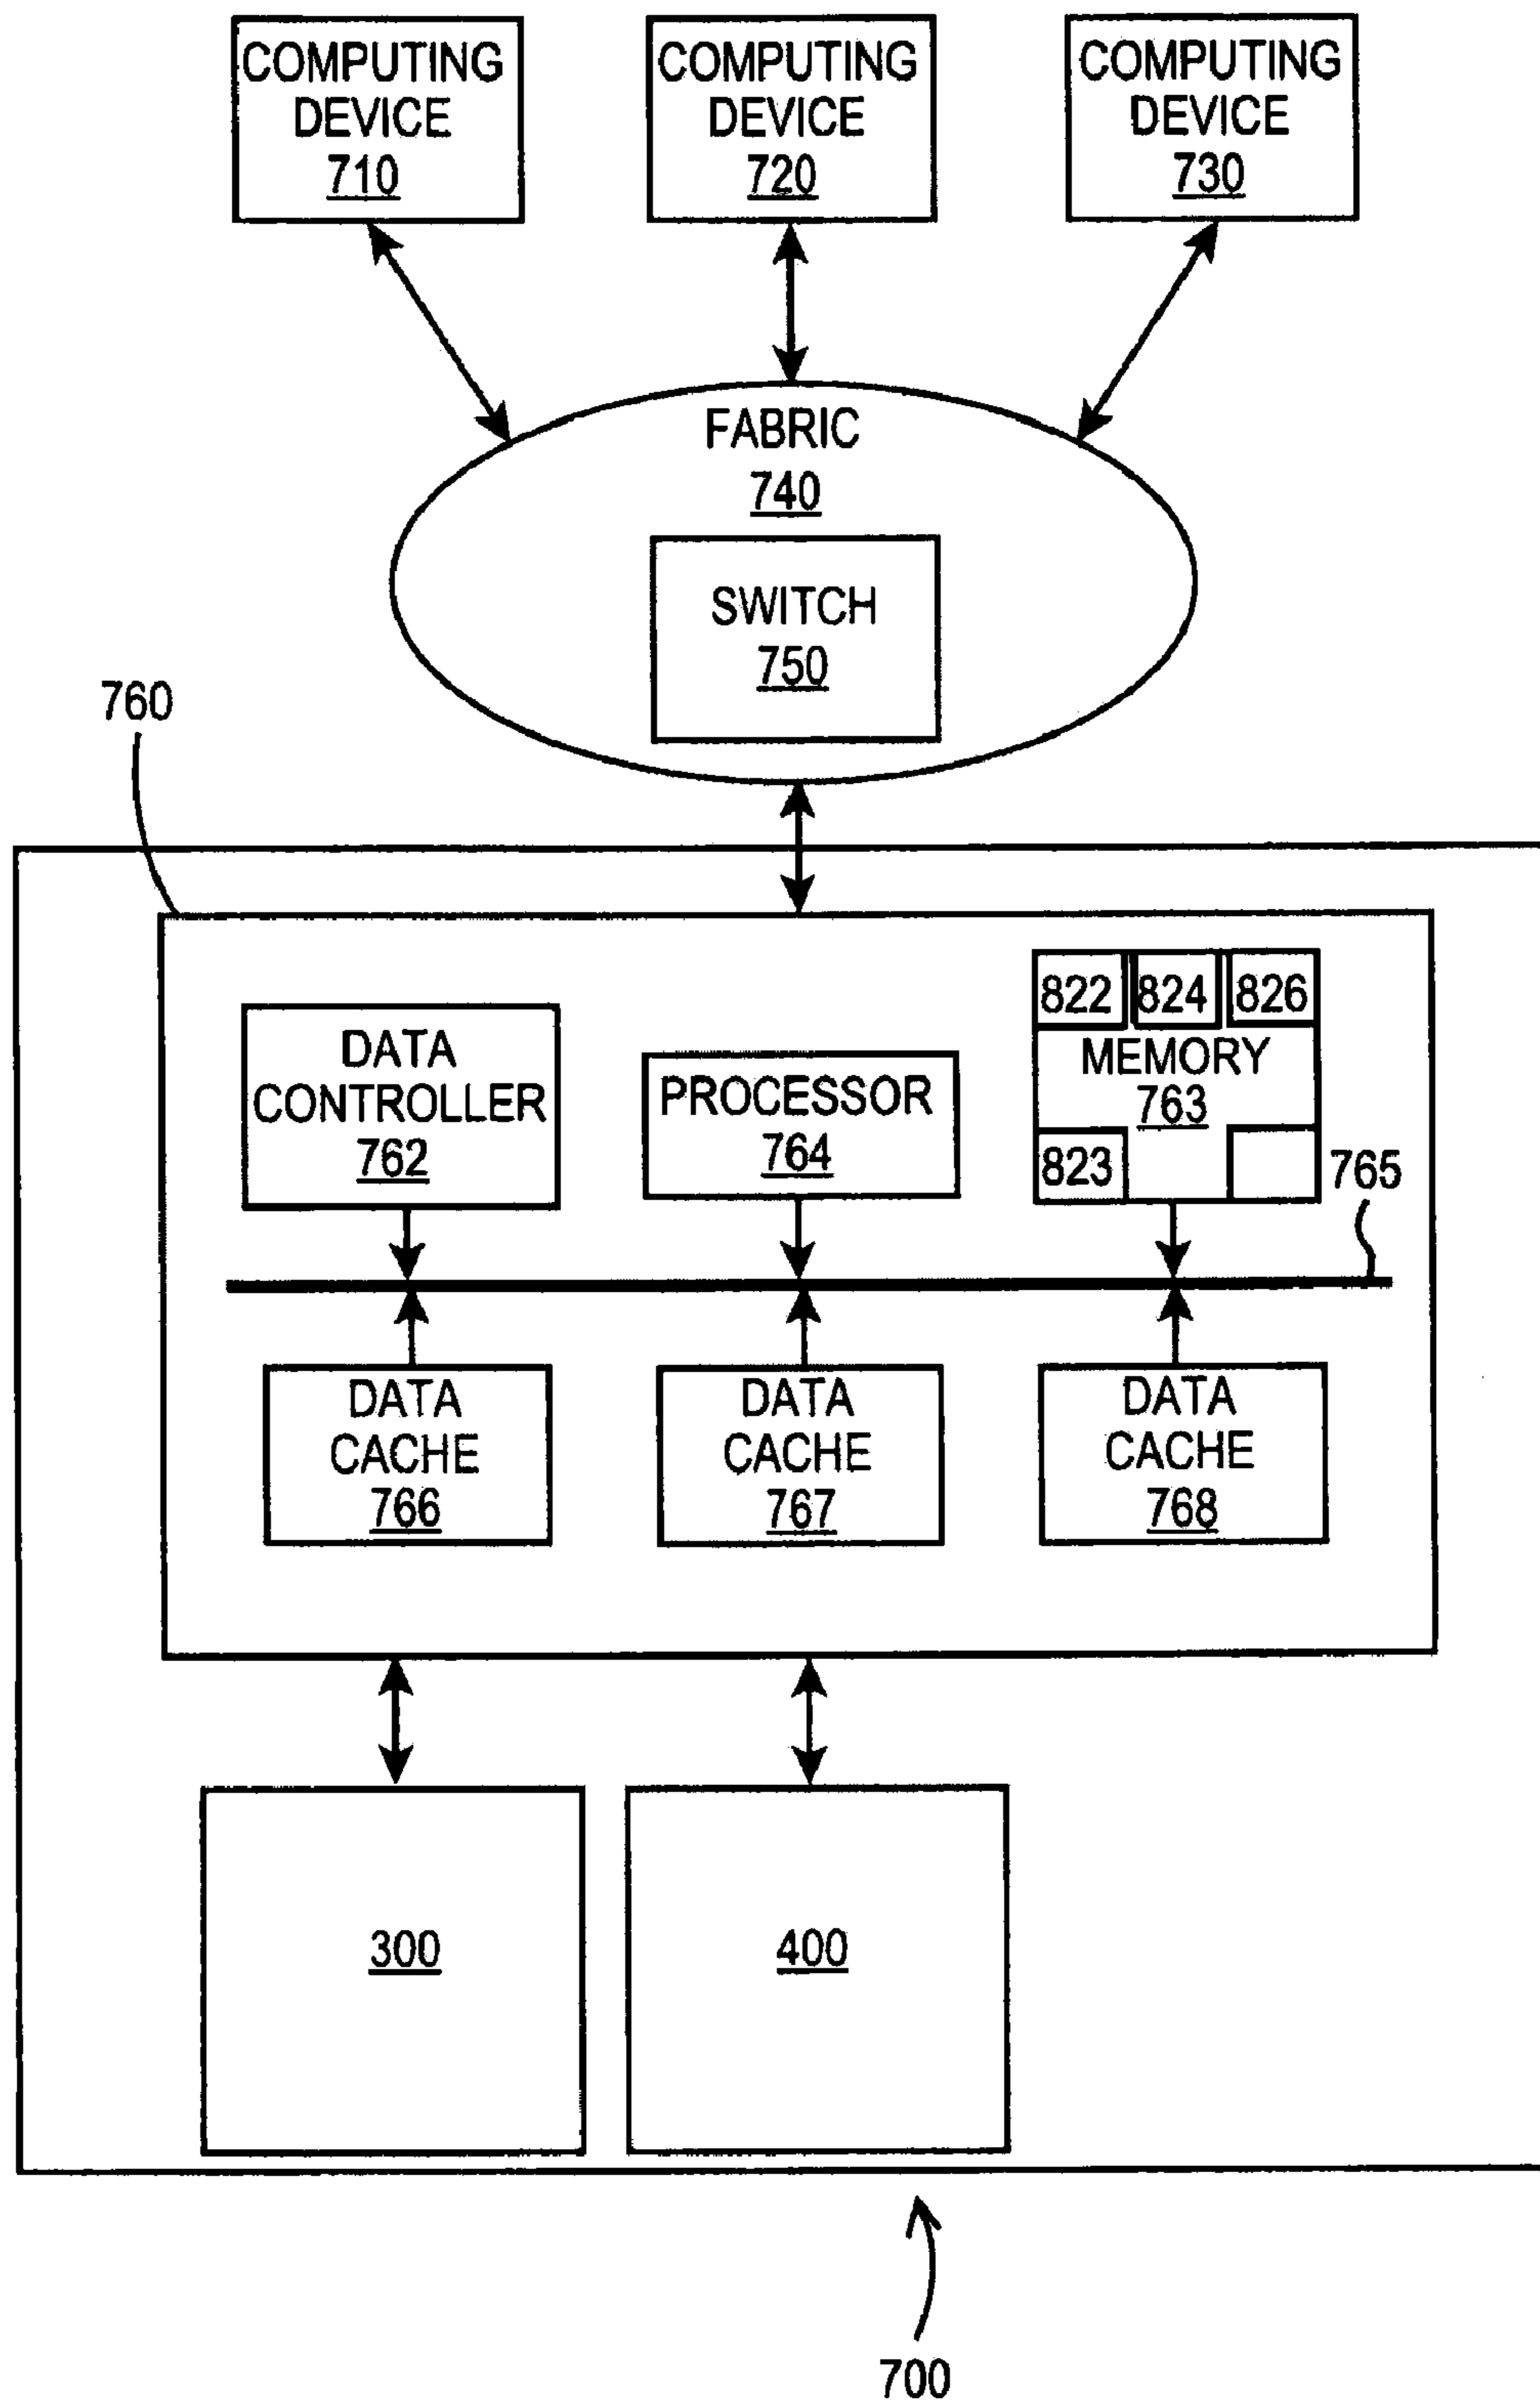 COMPUTING
DEVICE
710
COMPUTING
DEVICE
720
COMPUTING
DEVICE
730
FABRIC
740
SWITCH
750
760
DATA
CONTROLLER
762
PROCESSOR
764
822
824
826
MEMORY
763
823
765
DATA
CACHE
766
DATA
CACHE
767
DATA
CACHE
768
300
400
700